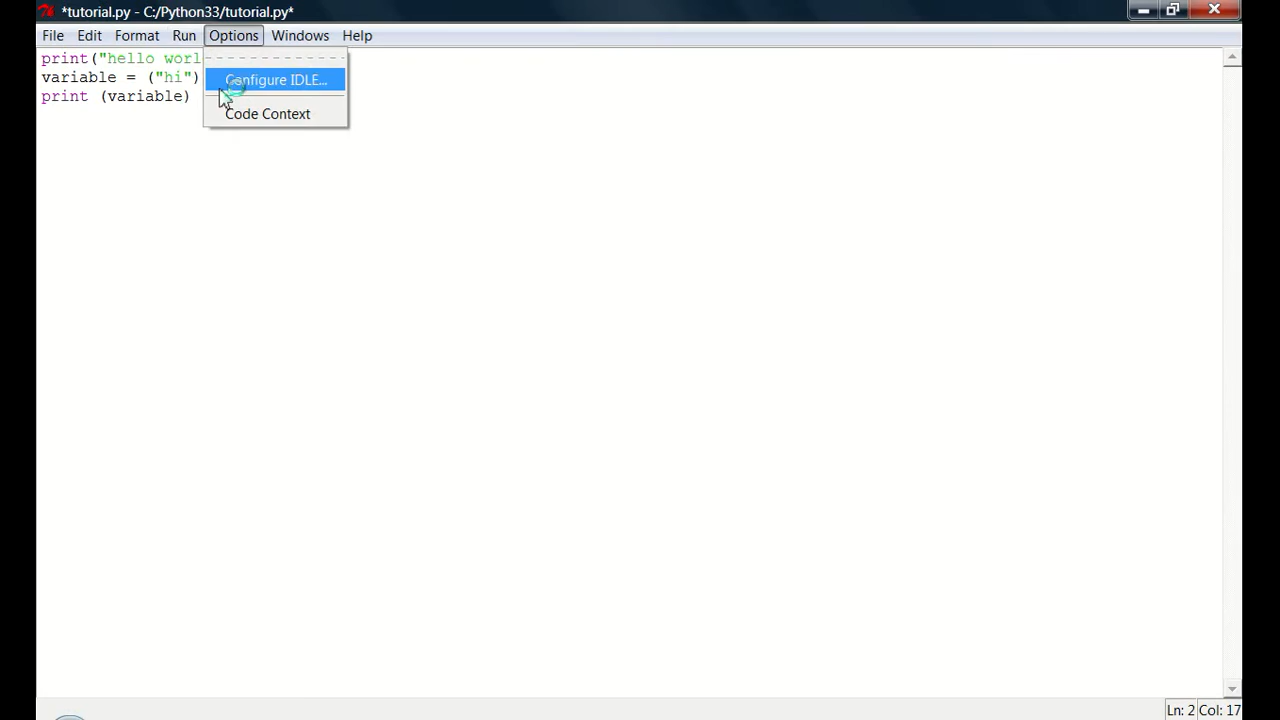 *tutorial.py - C:/Python33/tutorial.py*
File Edit Format Run Options Windows Help
print("hello worl
variable = ("hi")
print (variable)
Configure IDLE...
Code Context
Ln: 2 Col: 17